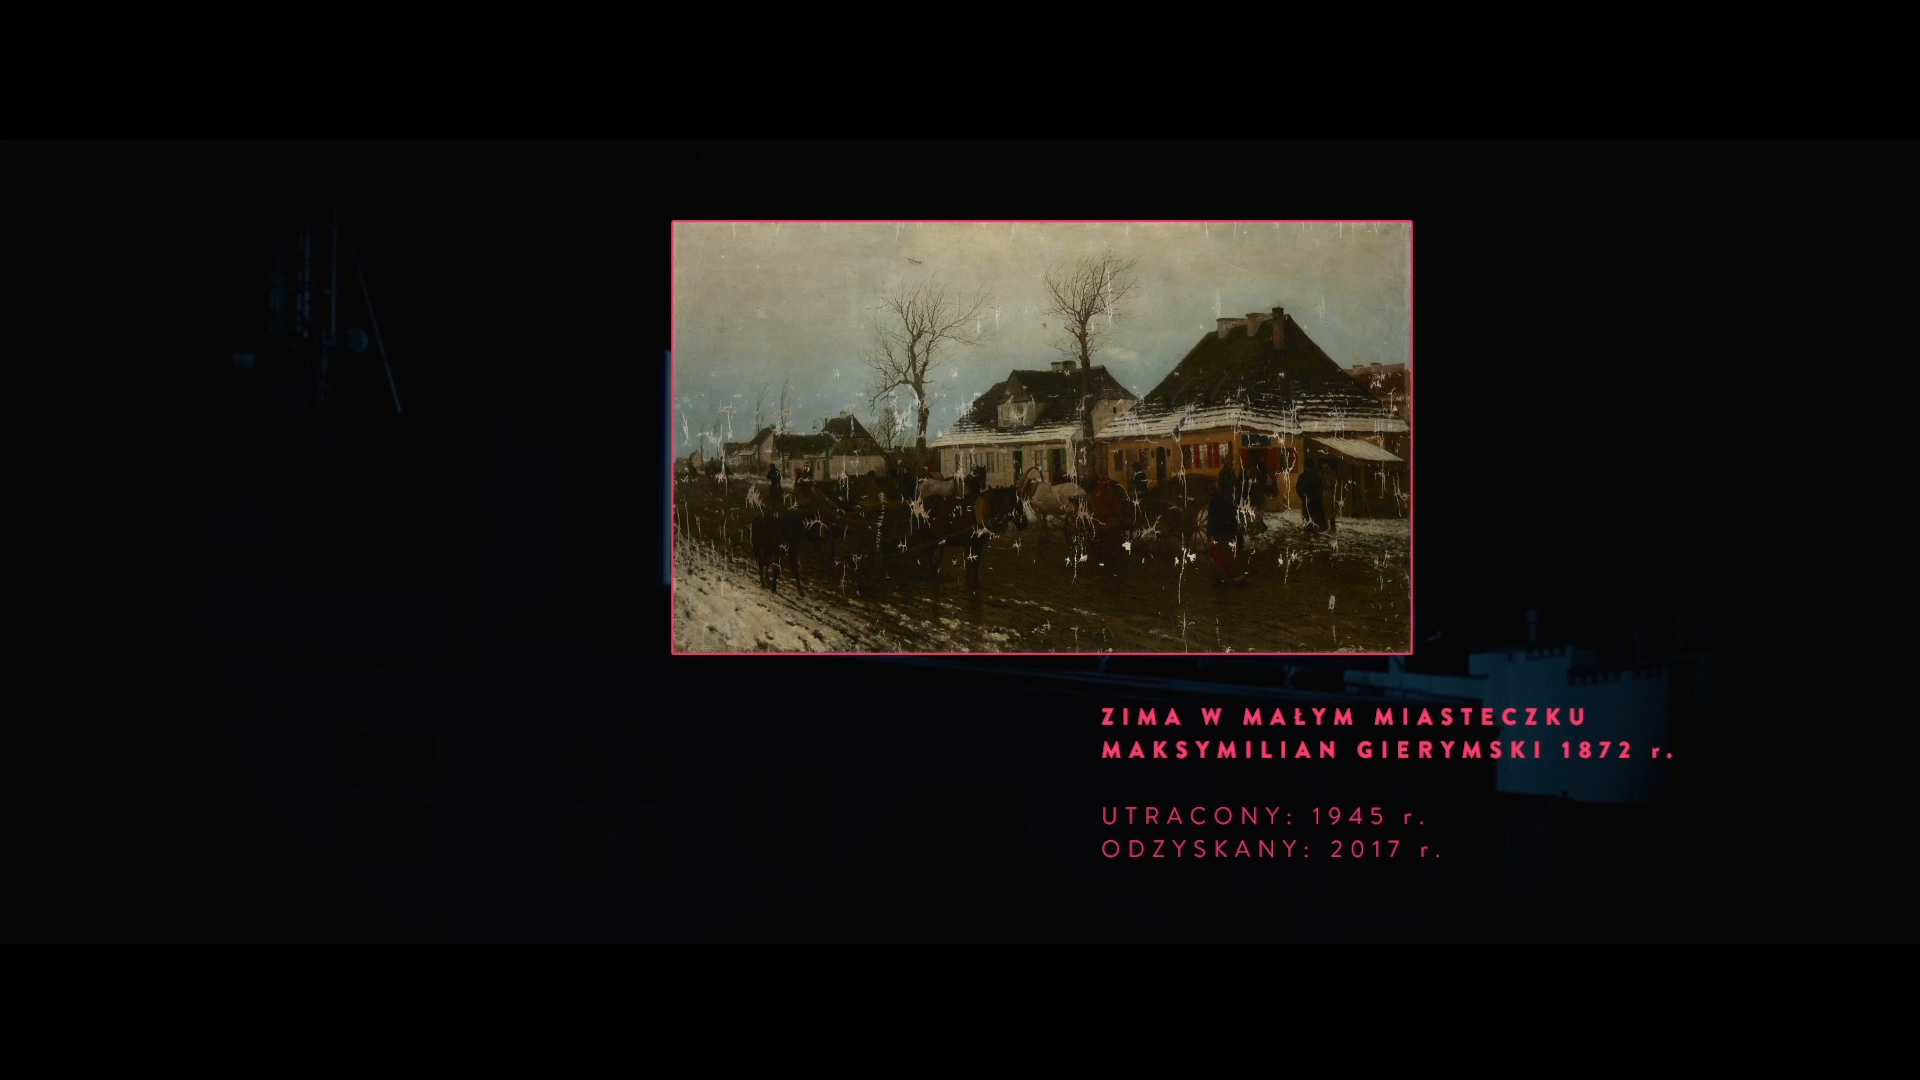 ZIMA W MAŁYM MIASTECZKU
MAKSYMILIAN GIERYMSKI 1872 r.
UTRACONY: 1945 r.
ODZYSKANY: 2017 r.